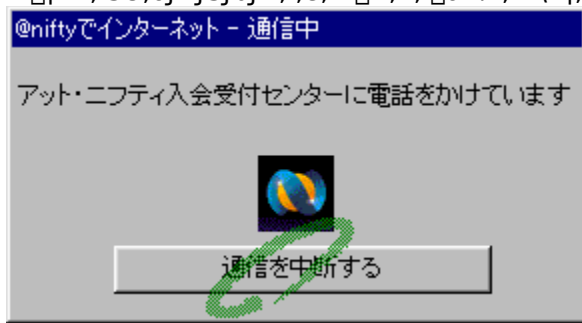 @niftyでインターネット - 通信中
アット・ニフティ入会受付センターに電話をかけています
通信を中断する